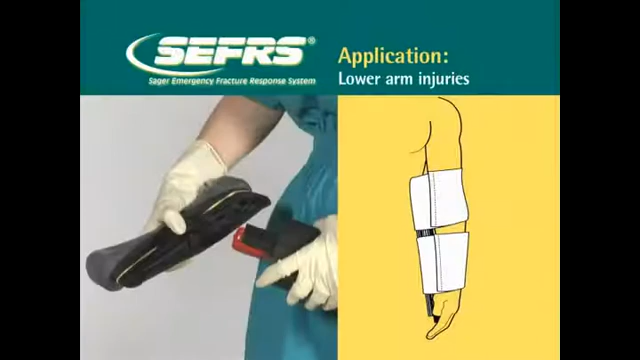 SEFRS®
Sager Emergency Fracture Response System
Application:
Lower arm injuries